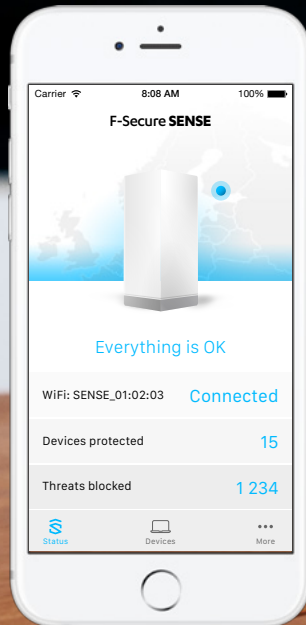 Carrier 8:08 AM 100%
F-Secure SENSE
Everything is OK
WiFi: SENSE_01:02:03 Connected
Devices protected 15
Threats blocked 1 234
Status Devices More